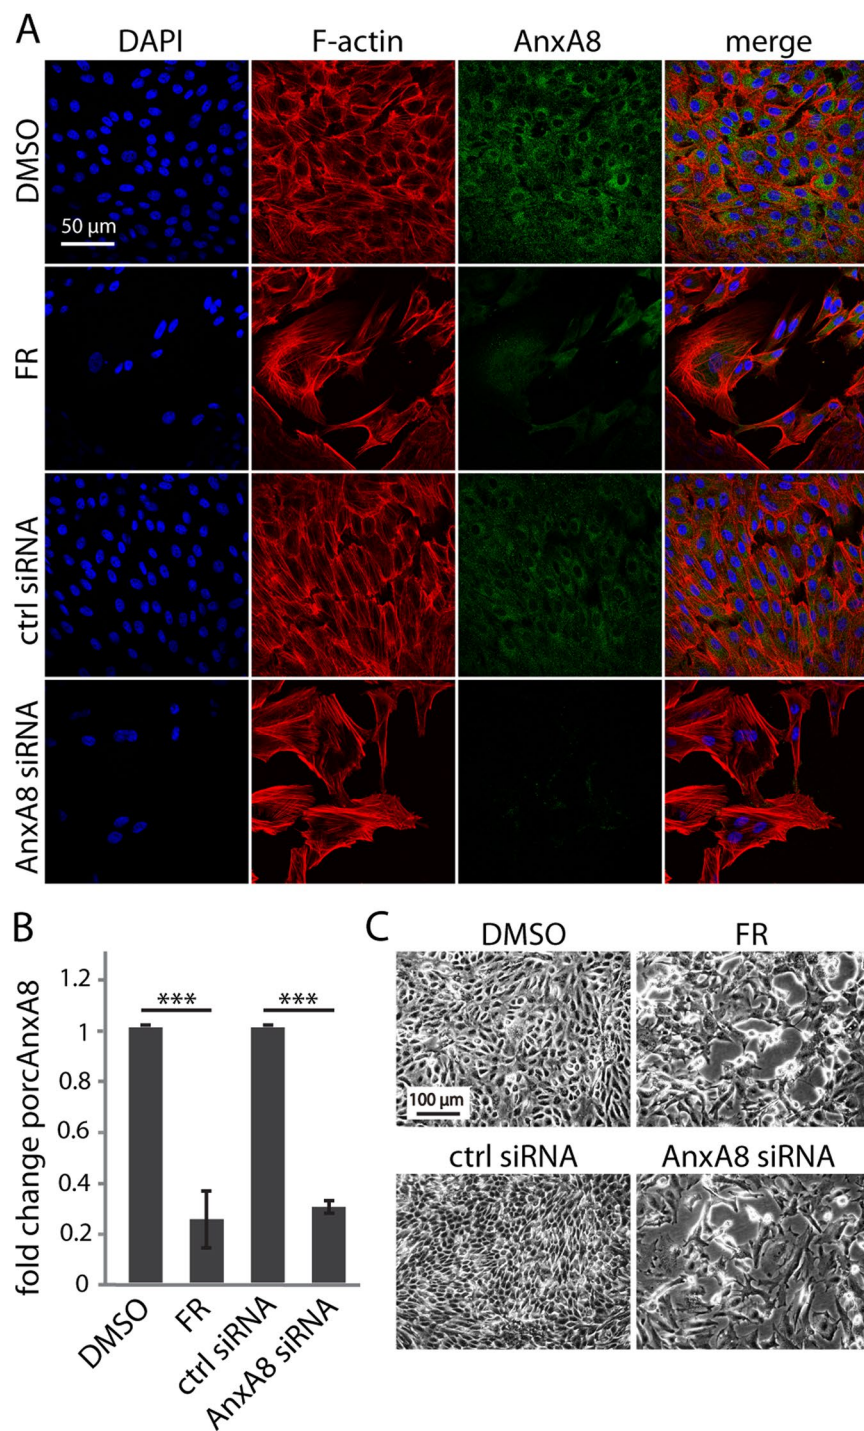 A
DAPI F-actin AnxA8 merge
DMSO
50 µm
FR
ctrl siRNA
AnxA8 siRNA
B
fold change porcAnxA8
1.2
1
0.8
0.6
0.4
0.2
0
*** ***
DMSO FR ctrl siRNA AnxA8 siRNA
C
DMSO FR
100 µm
ctrl siRNA AnxA8 siRNA